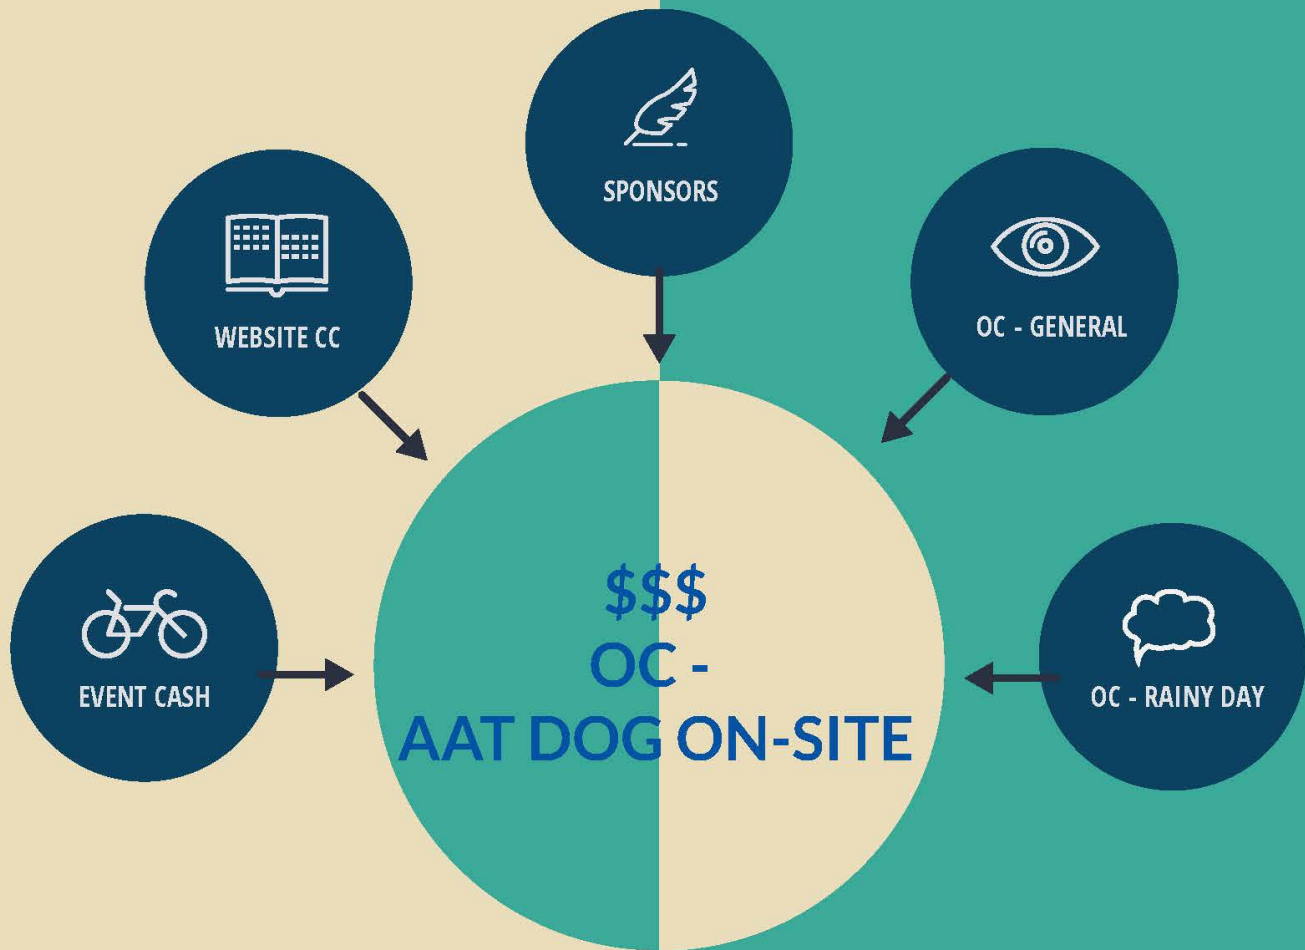 SPONSORS
WEBSITE CC
OC - GENERAL
EVENT CASH
$$$
OC -
AAT DOG ON-SITE
OC - RAINY DAY